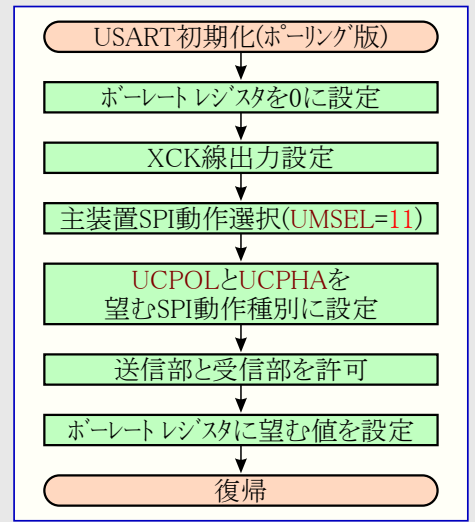 USART初期化(ポーリング版)
ボーレート レジスタを0に設定
XCK線出力設定
主装置SPI動作選択(UMSEL=11)
UCPOLとUCPHAを
望むSPI動作種別に設定
送信部と受信部を許可
ボーレート レジスタに望む値を設定
復帰